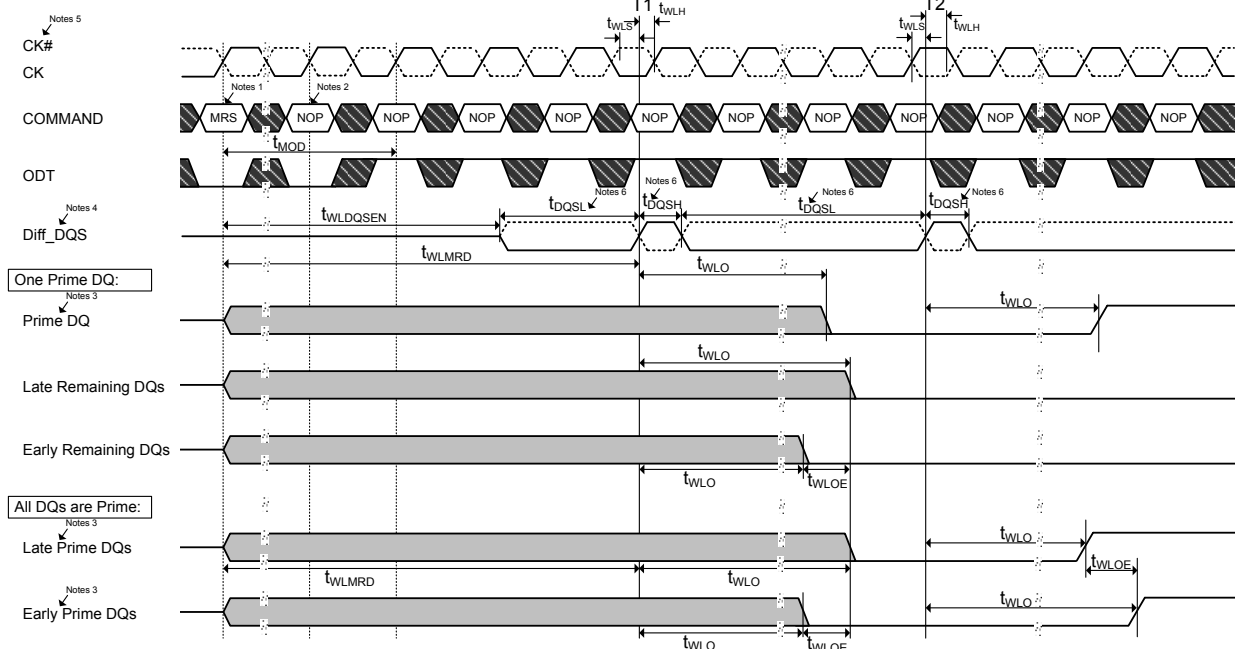 T1 T2
Notes 5
tWLS tWLH tWLS tWLH
CK#
CK
Notes 1 Notes 2
COMMAND MRS NOP NOP NOP NOP NOP NOP NOP NOP NOP NOP NOP
tMOD
ODT
Notes 6 Notes 6 Notes 6 Notes 6
tDQSL tDQSH tDQSL tDQSH
Notes 4
tWLDQSEN
Diff_DQS
tWLMRD
tWLO
One Prime DQ:
Notes 3
tWLO
Prime DQ
tWLO
Late Remaining DQs
Early Remaining DQs
tWLO tWLOE
All DQs are Prime:
Notes 3
tWLO
Late Prime DQs
tWLOE
tWLMRD tWLO
Notes 3
tWLO
Early Prime DQs
tWLO tWLOE